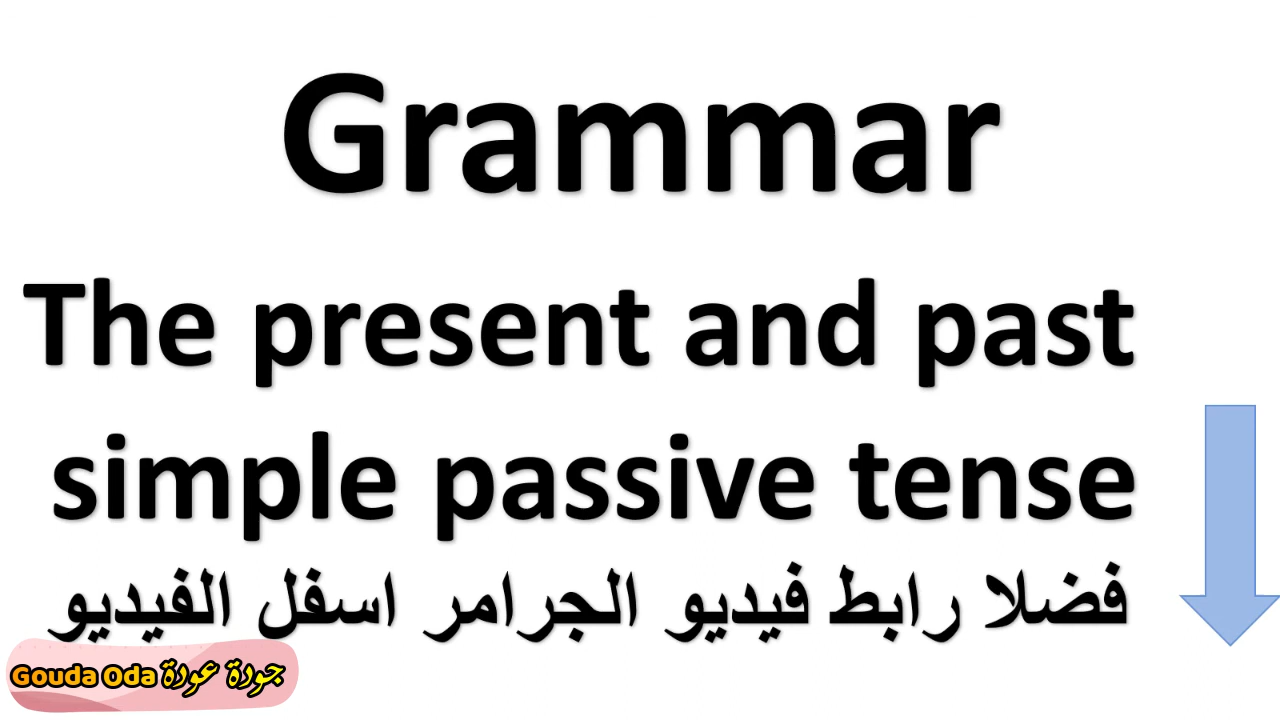 Grammar
The present and past
simple passive tense
فضلا رابط فيديو الجرامر اسفل الفيديو
Gouda Oda جودة عودة